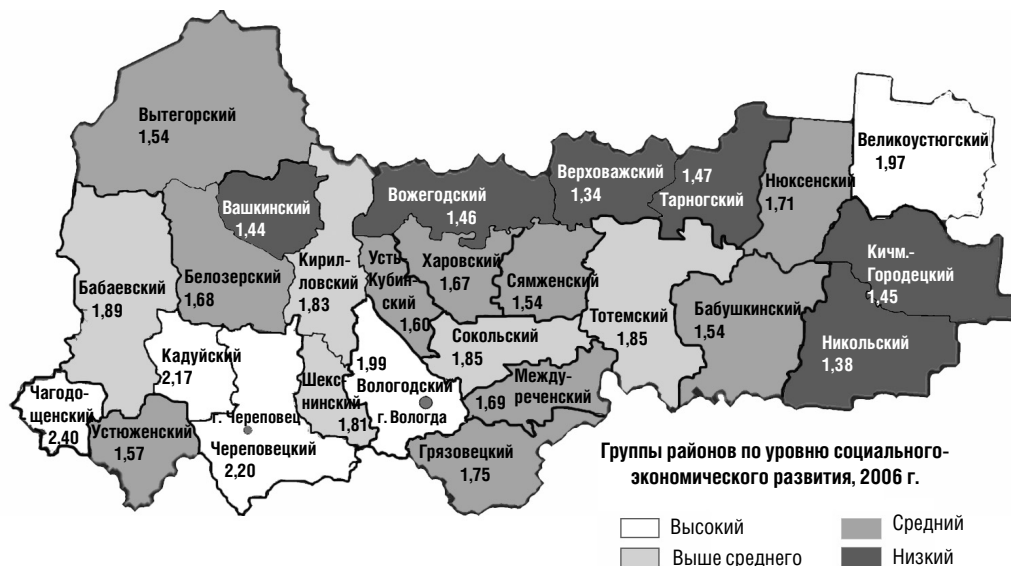 Вытегорский
1,54
Великоустюгский
1,97
Верховажский
1,34
1,47
Тарногский
Нюксенский
1,71
Вожегодский
1,46
Вашкинский
1,44
Кичм.-
Городецкий
1,45
Бабаевский
1,89
Белозерский
1,68
Кирил-
ловский
1,83
Усть
Кубин-
ский
1,60
Харовский
1,67
Сямженский
1,54
Тотемский
1,85
Бабушкинский
1,54
Никольский
1,38
Сокольский
1,85
Кадуйский
2,17
Шекс-
нинский
1,81
1,99
Вологодский
г. Вологда
Между-
реченский
1,69
Чагодо-
щенский
2,40
Устюженский
1,57
г. Череповец
Череповецкий
2,20
Грязовецкий
1,75
Группы районов по уровню социального-
экономического развития, 2006 г.
Высокий
Средний
Выше среднего
Низкий